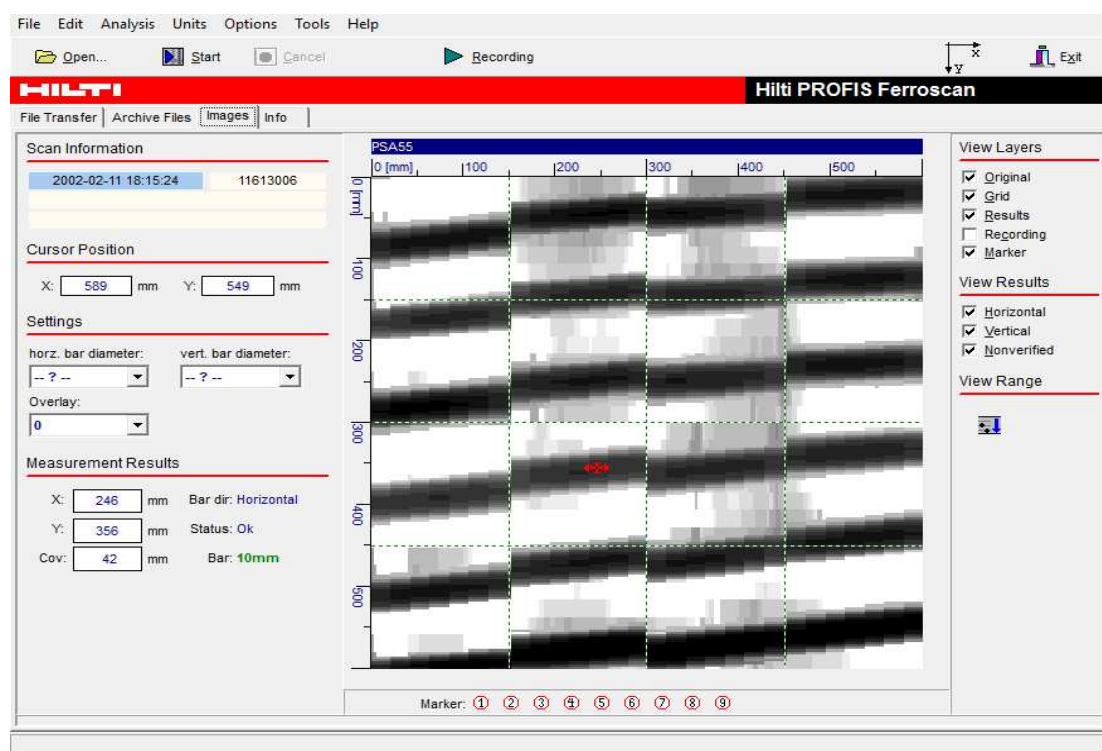 File Edit Analysis Units Options Tools Help
Open... Start Cancel Recording X Y Exit
HILTI Hilti PROFIS Ferroscan
File Transfer Archive Files Images Info
Scan Information
2002-02-11 18:15:24 11613006
Cursor Position
X: 589 mm Y: 549 mm
Settings
horz. bar diameter: vert. bar diameter:
-- ? -- -- ? --
Overlay:
0
Measurement Results
X: 246 mm Bar dir: Horizontal
Y: 356 mm Status: Ok
Cov: 42 mm Bar: 10mm
PSA55
0 [mm] 100 200 300 400 500
0 [mm]
100
200
300
400
500
Marker: ① ② ③ ④ ⑤ ⑥ ⑦ ⑧ ⑨
View Layers
Original
Grid
Results
Recording
Marker
View Results
Horizontal
Vertical
Nonverified
View Range